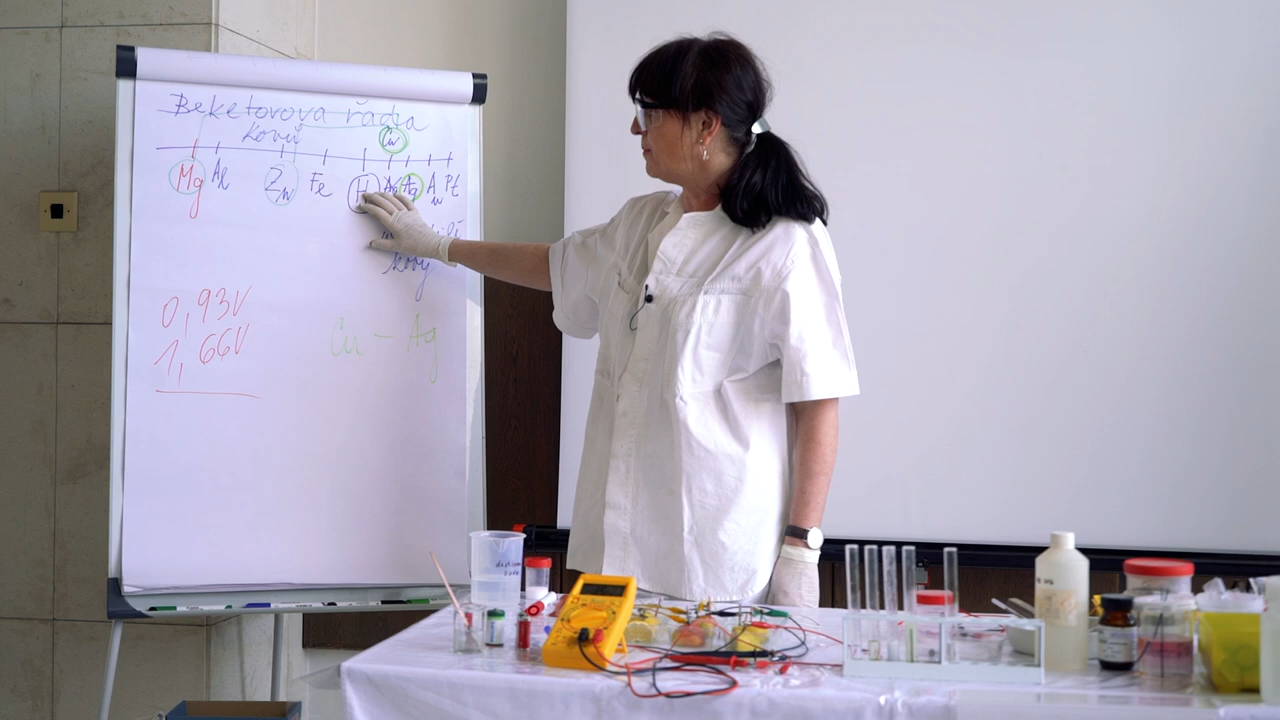 Beketovova řada
kovů
Cu
Mg Al Zn Fe H Ag Au Pt
kovy
0,93V
1,66V
Cu – Ag